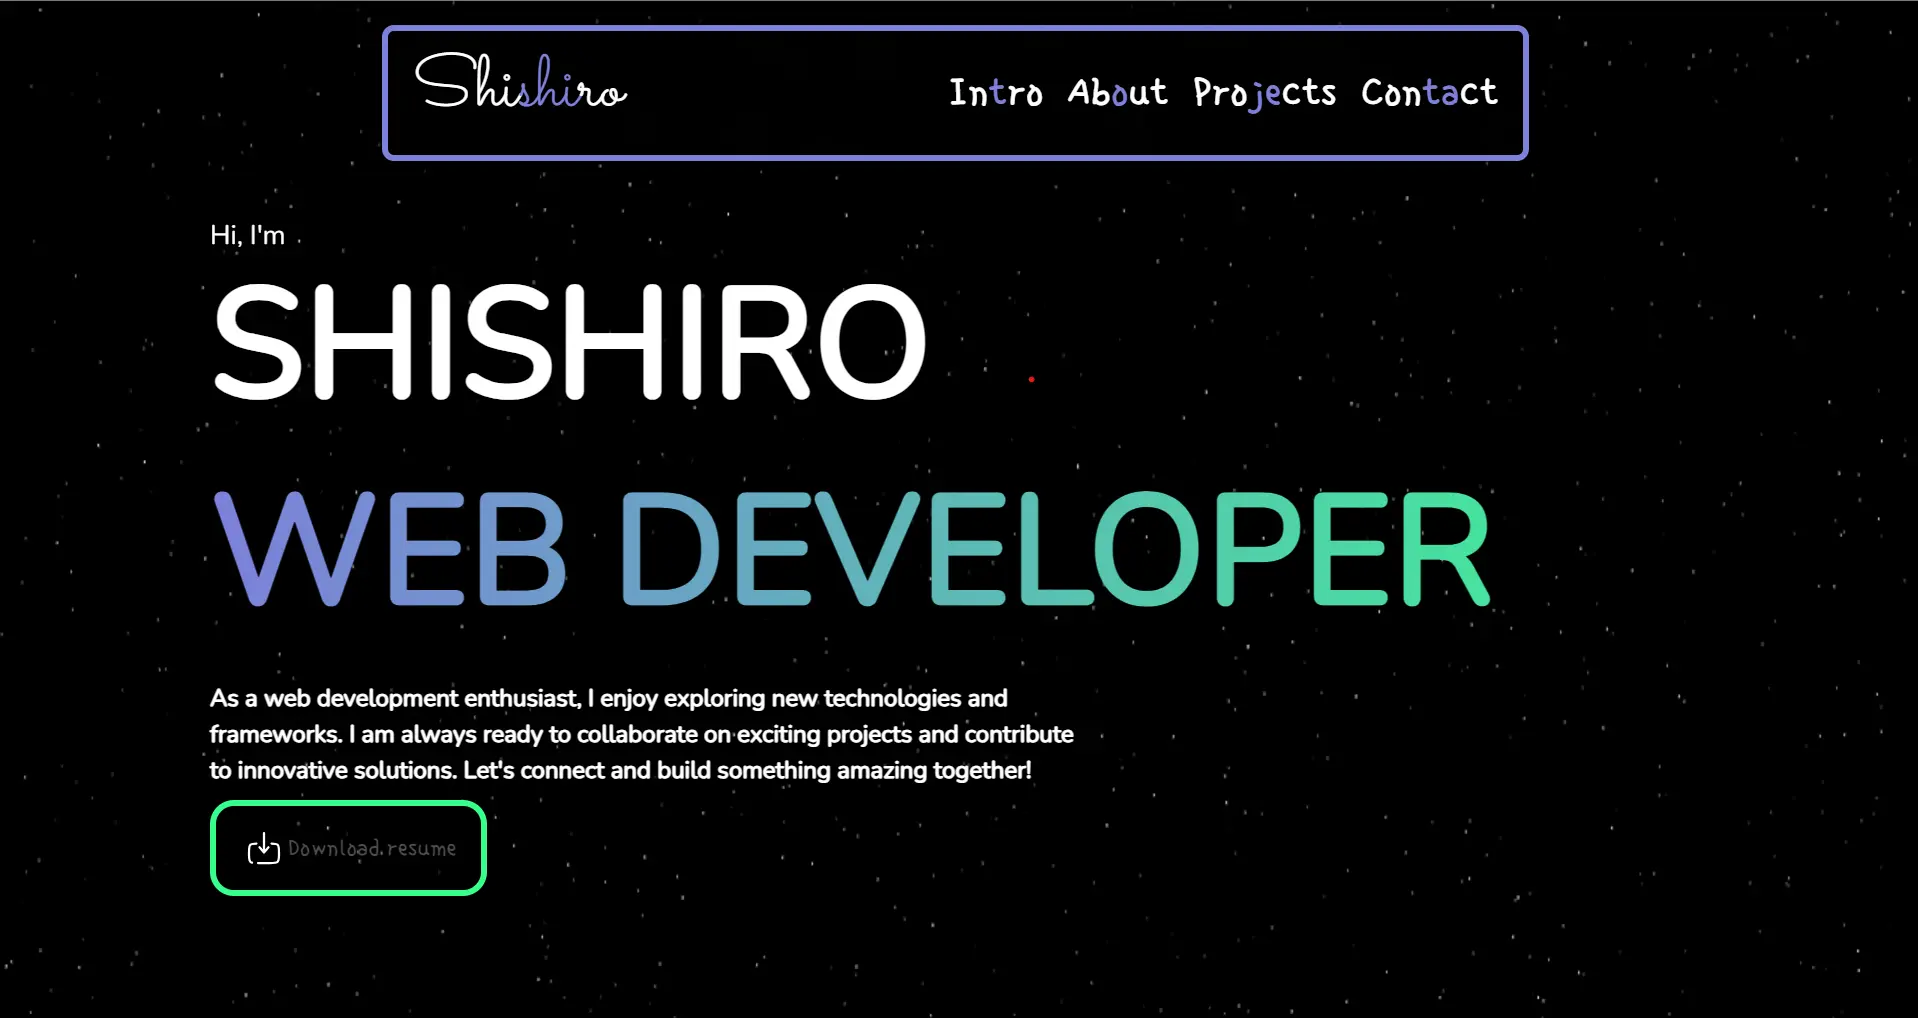 Shishiro
Intro About Projects Contact
Hi, I'm
SHISHIRO
WEB DEVELOPER
As a web development enthusiast, I enjoy exploring new technologies and
frameworks. I am always ready to collaborate on exciting projects and contribute
to innovative solutions. Let's connect and build something amazing together!
Download resume